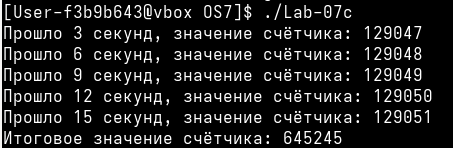 [User-f3b9b643@vbox OS7]$ ./Lab-07c
Прошло 3 секунд, значение счётчика: 129047
Прошло 6 секунд, значение счётчика: 129048
Прошло 9 секунд, значение счётчика: 129049
Прошло 12 секунд, значение счётчика: 129050
Прошло 15 секунд, значение счётчика: 129051
Итоговое значение счётчика: 645245